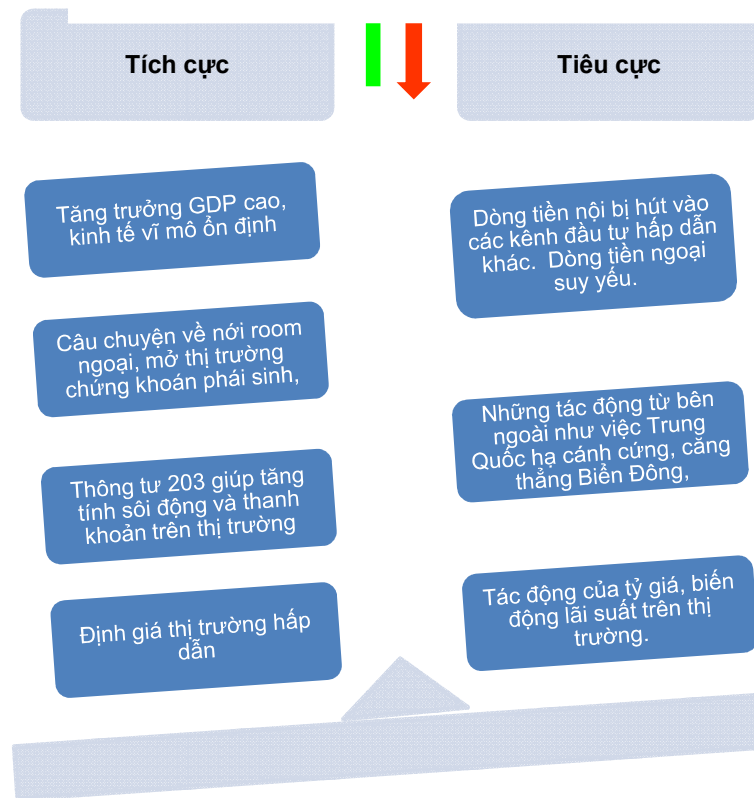 Tích cực
Tiêu cực
Tăng trưởng GDP cao,
kinh tế vĩ mô ổn định
Câu chuyện về nới room
ngoại, mở thị trường
chứng khoán phái sinh,
Thông tư 203 giúp tăng
tính sôi động và thanh
khoản trên thị trường
Định giá thị trường hấp
dẫn
Dòng tiền nội bị hút vào
các kênh đầu tư hấp dẫn
khác.  Dòng tiền ngoại
suy yếu.
Những tác động từ bên
ngoài như việc Trung
Quốc hạ cánh cứng, căng
thẳng Biển Đông,
Tác động của tỷ giá, biến
động lãi suất trên thị
trường.